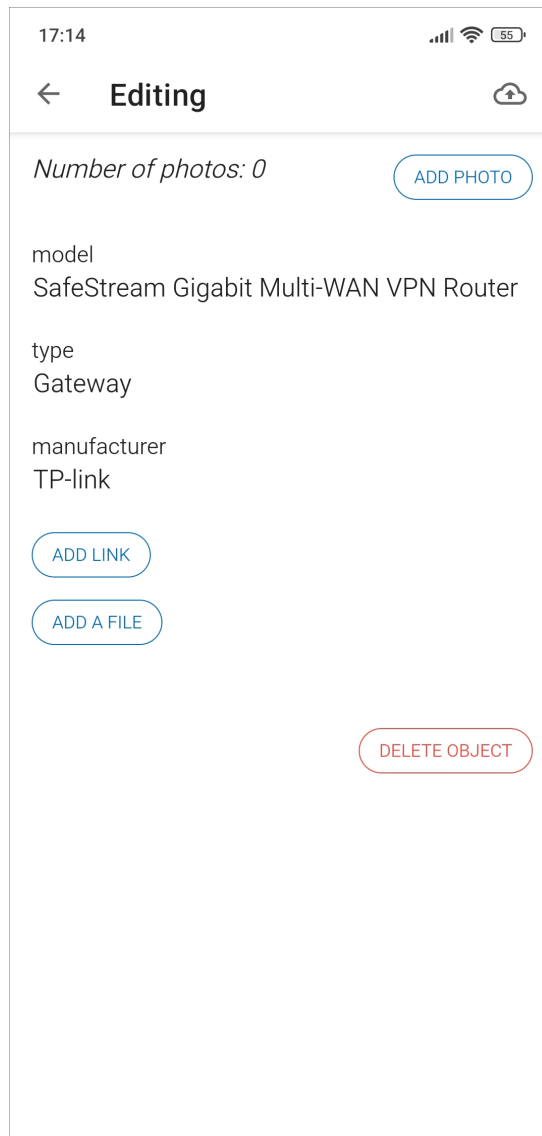 17:14
55
Editing
Number of photos: 0
ADD PHOTO
model
SafeStream Gigabit Multi-WAN VPN Router
type
Gateway
manufacturer
TP-link
ADD LINK
ADD A FILE
DELETE OBJECT